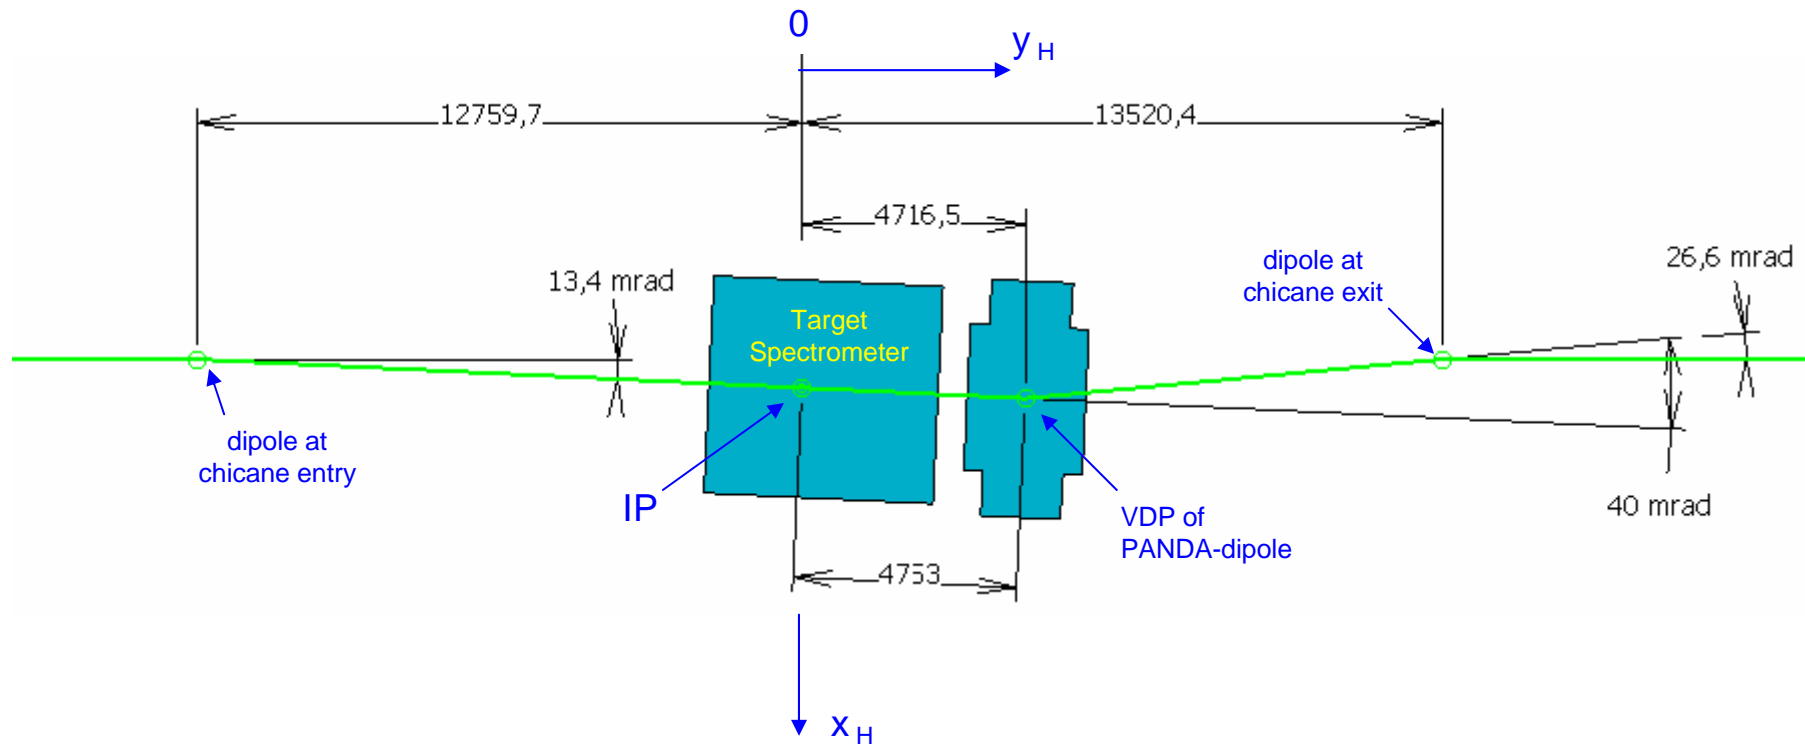 0
y H
12759,7
13520,4
4716,5
13,4 mrad
dipole at
chicane exit
26,6 mrad
Target
Spectrometer
dipole at
chicane entry
IP
VDP of
PANDA-dipole
40 mrad
4753
x H